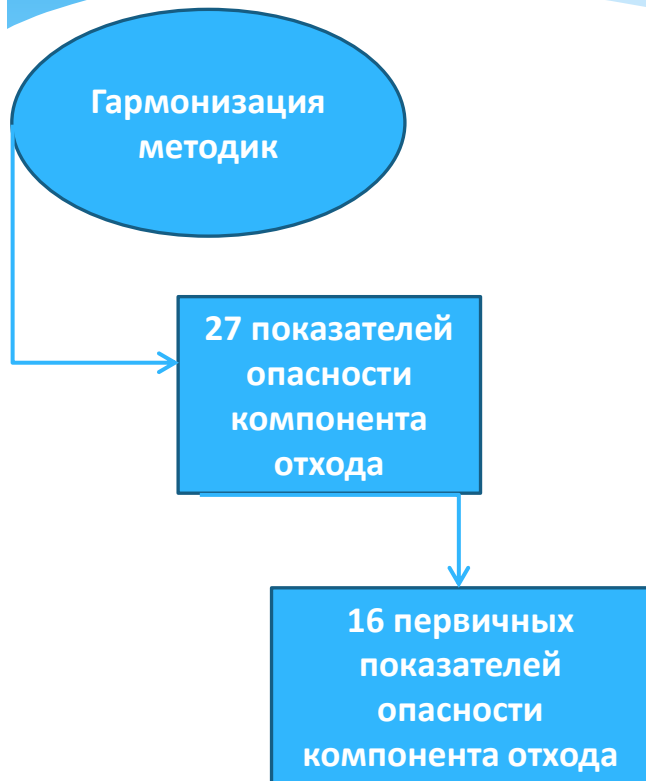 Гармонизация
методик
27 показателей
опасности
компонента
отхода
16 первичных
показателей
опасности
компонента отхода